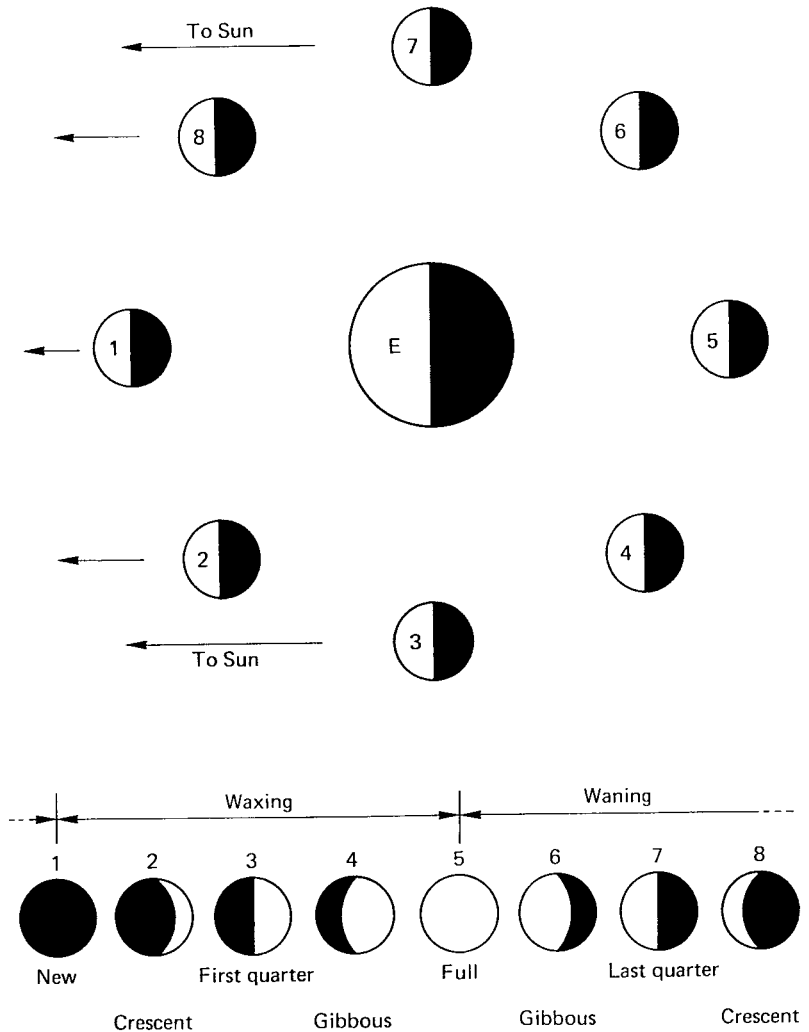 To Sun
7
8
6
1
E
5
2
4
3
To Sun
Waxing
Waning
1 2 3 4 5 6 7 8
New First quarter Full Last quarter
Crescent Gibbous Gibbous Crescent